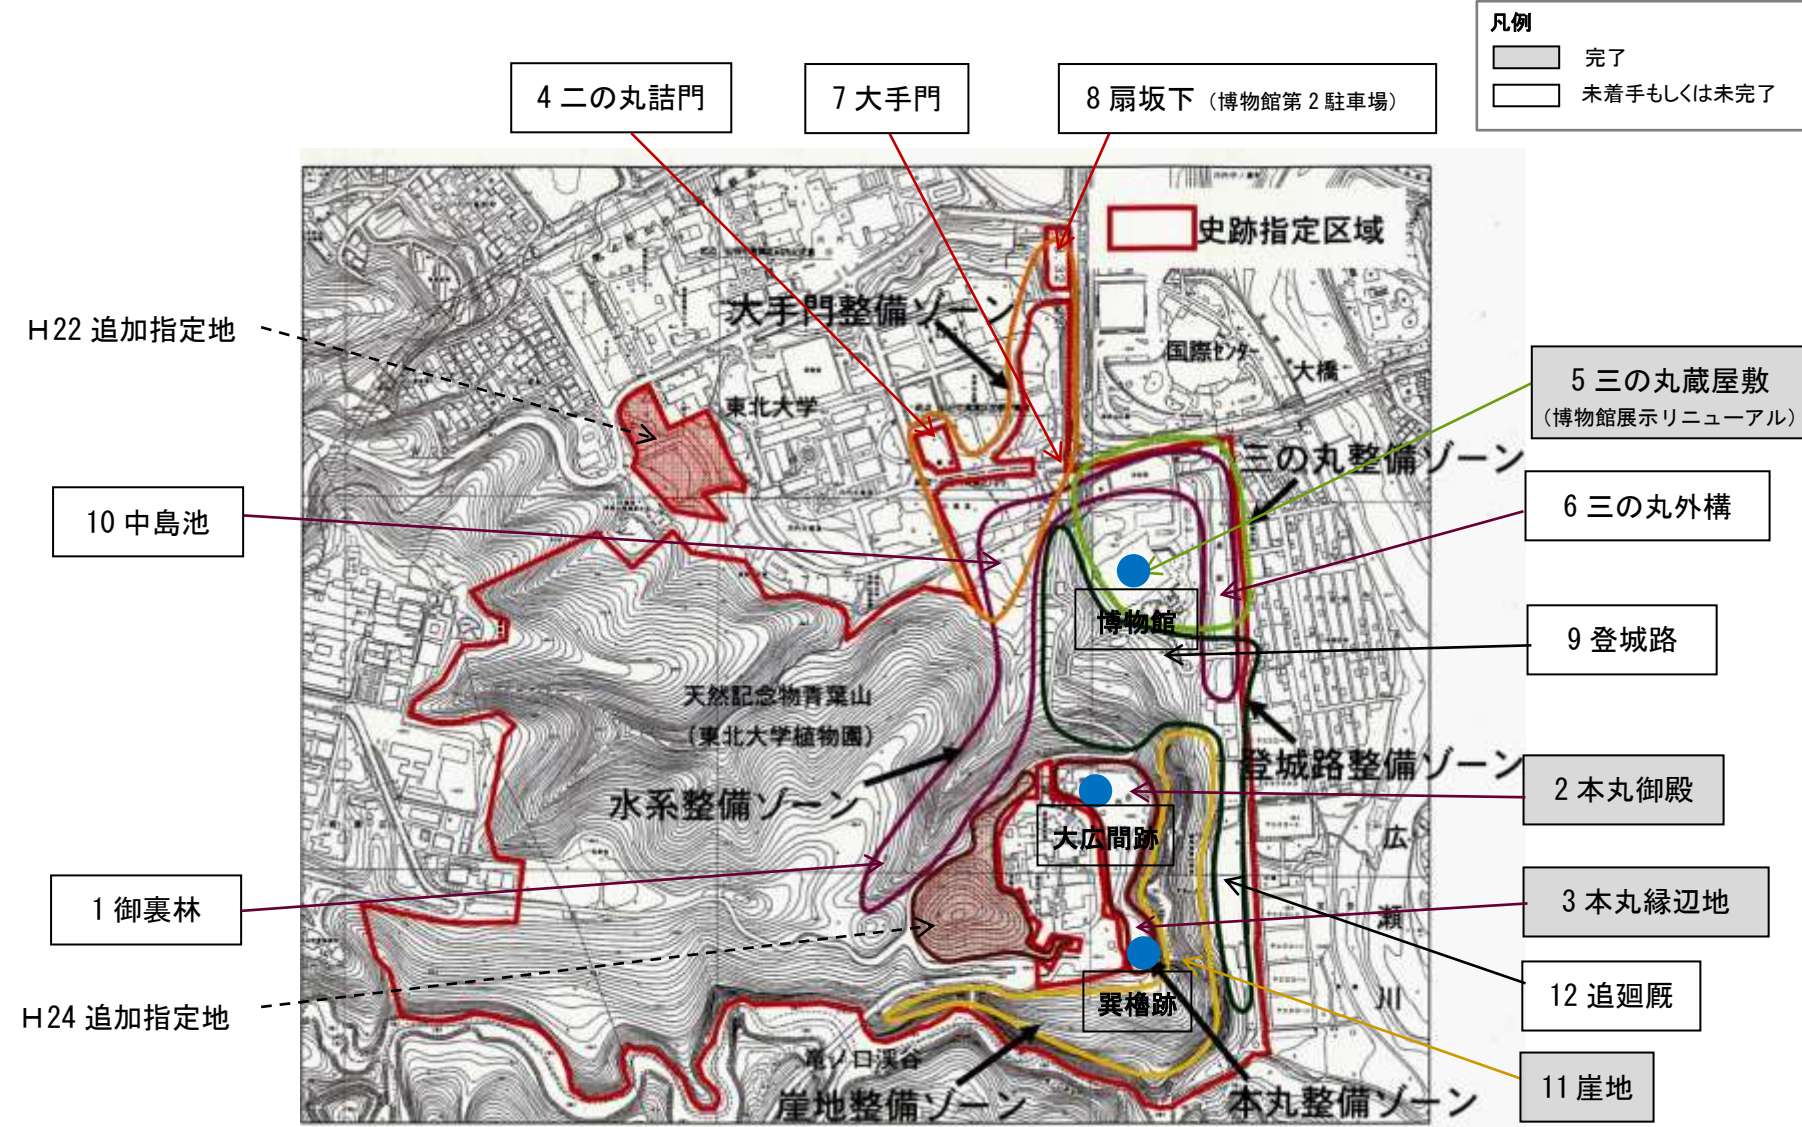 凡例
完了
未着手もしくは未完了
4 二の丸詰門
7 大手門
8 扇坂下（博物館第2駐車場）
史跡指定区域
大手門整備ゾーン
H22 追加指定地
国際センター
大橋
東北大学
5 三の丸蔵屋敷
（博物館展示リニューアル）
三の丸整備ゾーン
10 中島池
6 三の丸外構
博物館
9 登城路
天然記念物青葉山
（東北大学植物園）
登城路整備ゾーン
水系整備ゾーン
2 本丸御殿
大広間跡
広
瀬
川
1 御裏林
3 本丸縁辺地
H24 追加指定地
巽櫓跡
12 追廻厩
竜ノ口渓谷
崖地整備ゾーン
本丸整備ゾーン
11 崖地